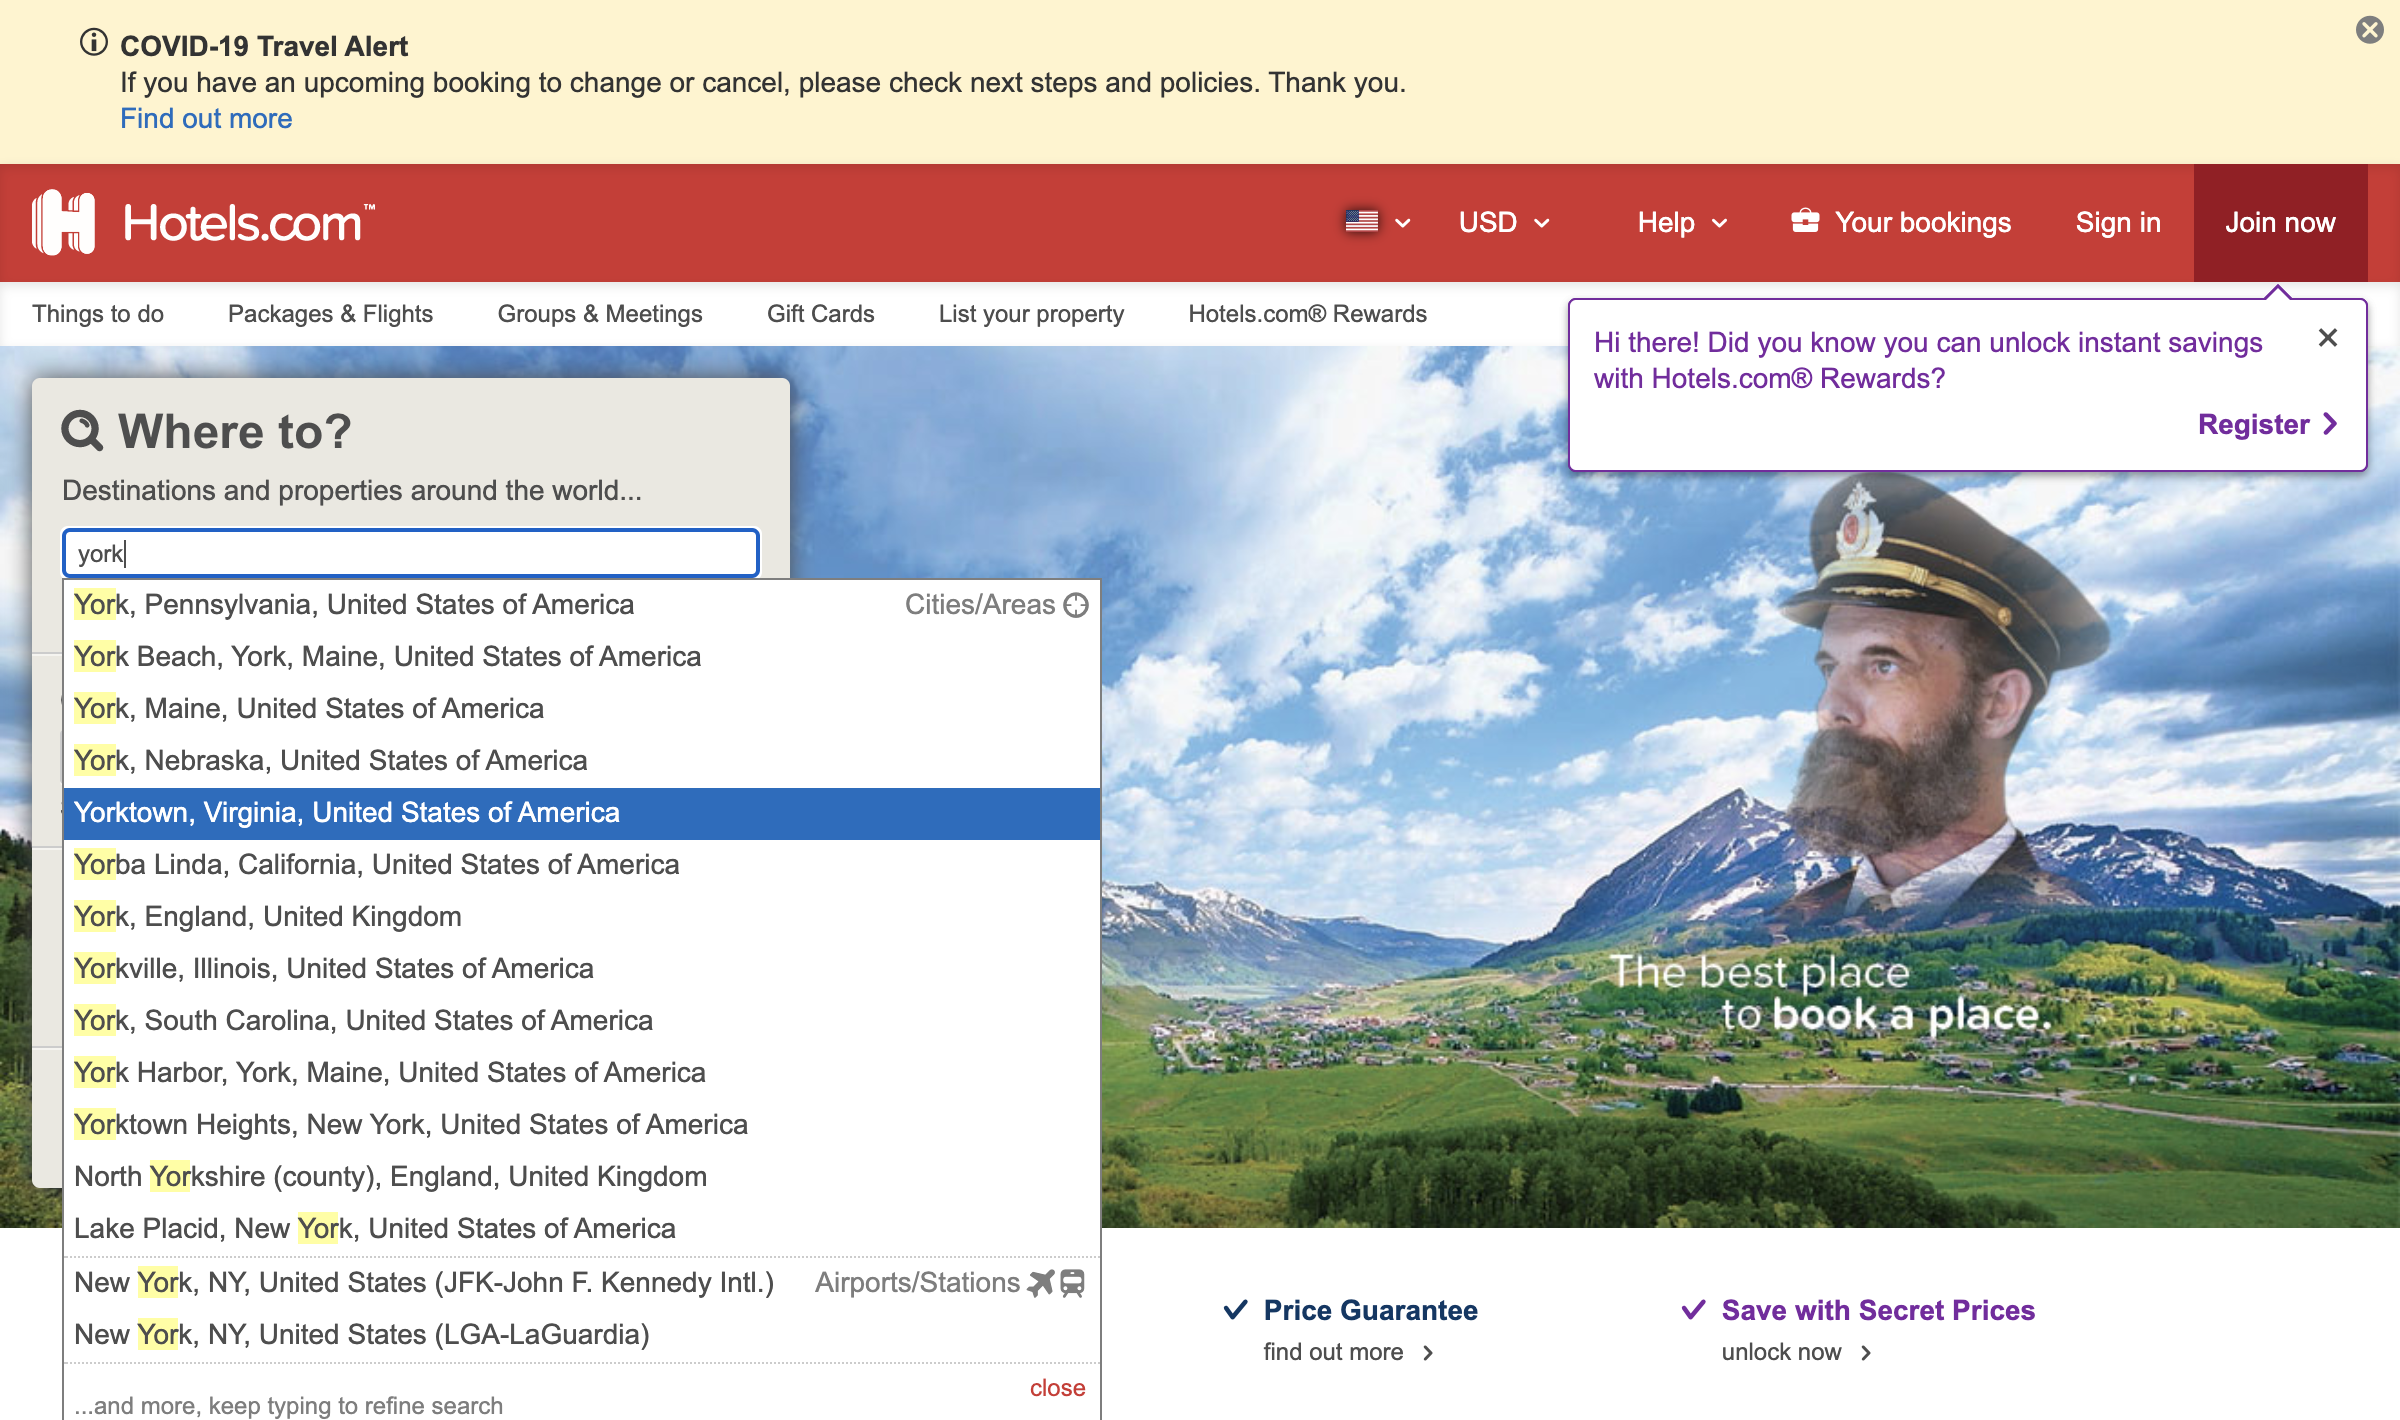 COVID-19 Travel Alert
If you have an upcoming booking to change or cancel, please check next steps and policies. Thank you.
Find out more
Hotels.com™
USD
Help
Your bookings
Sign in
Join now
Things to do
Packages & Flights
Groups & Meetings
Gift Cards
List your property
Hotels.com® Rewards
Hi there! Did you know you can unlock instant savings
with Hotels.com® Rewards?
Register
Where to?
Destinations and properties around the world...
york
York, Pennsylvania, United States of America
Cities/Areas
York Beach, York, Maine, United States of America
York, Maine, United States of America
York, Nebraska, United States of America
Yorktown, Virginia, United States of America
Yorba Linda, California, United States of America
York, England, United Kingdom
Yorkville, Illinois, United States of America
York, South Carolina, United States of America
York Harbor, York, Maine, United States of America
Yorktown Heights, New York, United States of America
North Yorkshire (county), England, United Kingdom
Lake Placid, New York, United States of America
New York, NY, United States (JFK-John F. Kennedy Intl.)
Airports/Stations
New York, NY, United States (LGA-LaGuardia)
close
...and more, keep typing to refine search
The best place
to book a place.
Price Guarantee
find out more
Save with Secret Prices
unlock now